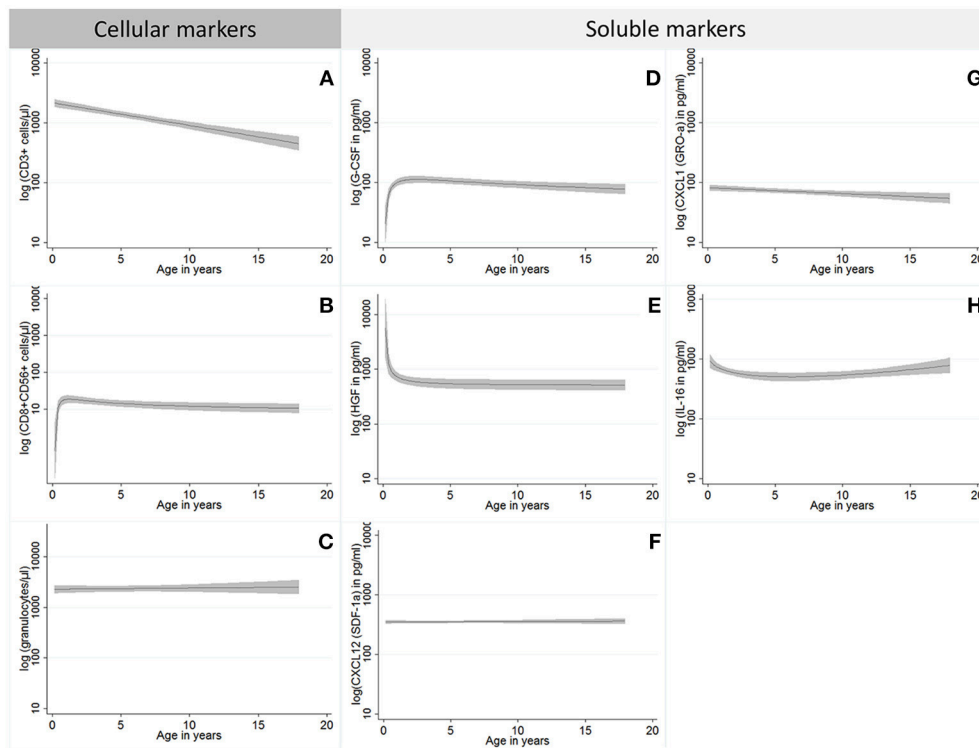 Cellular markers
Soluble markers
A
log (CD3+ cells/µl)
10 100 1000 10000
0 5 10 15 20
Age in years
D
log (G-CSF in pg/ml)
10 100 1000 10000
0 5 10 15 20
Age in years
G
log (CXCL1 (GRO-a) in pg/ml)
10 100 1000 10000
0 5 10 15 20
Age in years
B
log (CD8+CD56+ cells/µl)
10 100 1000 10000
0 5 10 15 20
Age in years
E
log (HGF in pg/ml)
10 100 1000 10000
0 5 10 15 20
Age in years
H
log (IL-16 in pg/ml)
10 100 1000 10000
0 5 10 15 20
Age in years
C
log (granulocytes/µl)
10 100 1000 10000
0 5 10 15 20
Age in years
F
log(CXCL12 (SDF-1a) in pg/ml)
10 100 1000 10000
0 5 10 15 20
Age in years